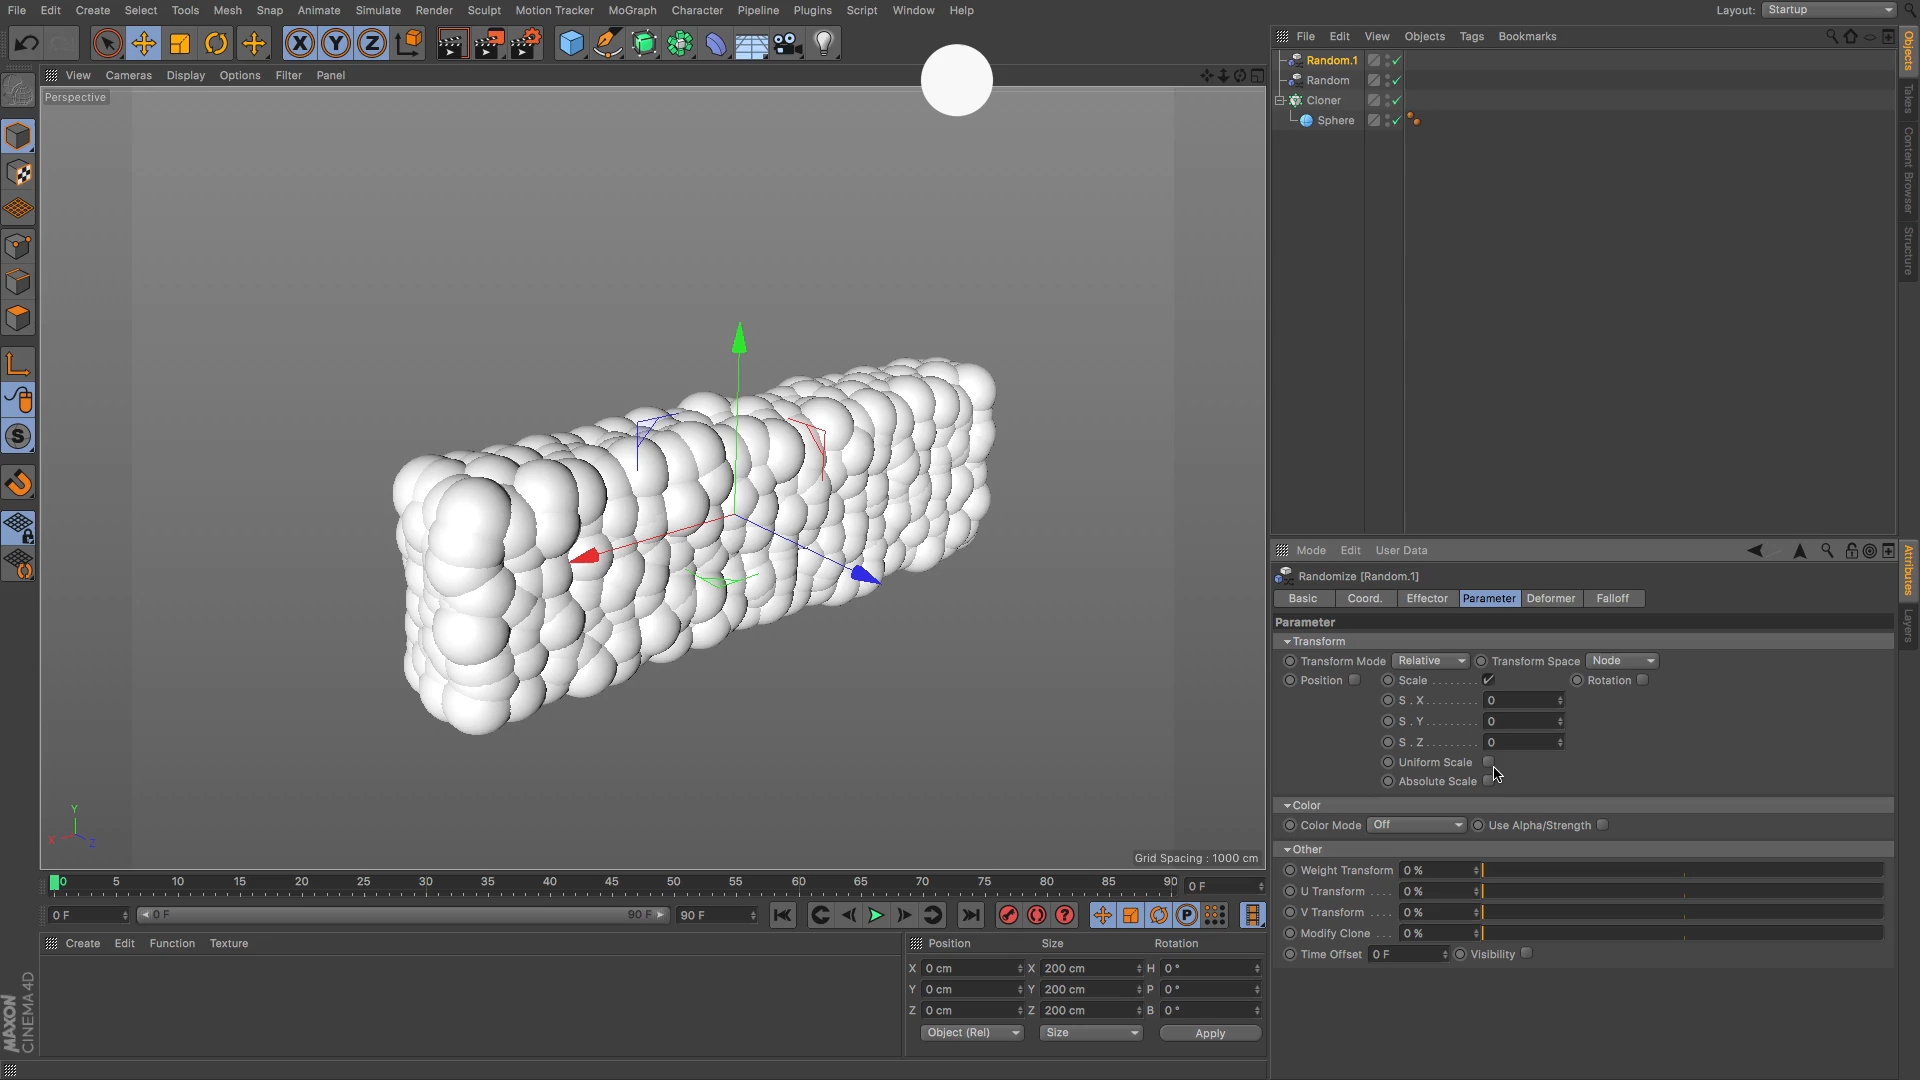 File Edit Create Select Tools Mesh Snap Animate Simulate Render Sculpt Motion Tracker MoGraph Character Pipeline Plugins Script Window Help
Layout: Startup
View Cameras Display Options Filter Panel
Perspective
Grid Spacing : 1000 cm
File Edit View Objects Tags Bookmarks
Random.1
Random
Cloner
Sphere
Objects
Takes
Content Browser
Structure
Mode Edit User Data
Randomize [Random.1]
Basic Coord. Effector Parameter Deformer Falloff
Parameter
Transform
Transform Mode Relative Transform Space Node
Position Scale Rotation
S . X 0
S . Y 0
S . Z 0
Uniform Scale
Absolute Scale
Color
Color Mode Off Use Alpha/Strength
Other
Weight Transform 0 %
U Transform 0 %
V Transform 0 %
Modify Clone 0 %
Time Offset 0 F Visibility
Attributes
Layers
X Y Z
S
Y
X Z
0 5 10 15 20 25 30 35 40 45 50 55 60 65 70 75 80 85 90 0 F
0 F 0 F 90 F 90 F ? P
Create Edit Function Texture
Position Size Rotation
X 0 cm X 200 cm H 0 °
Y 0 cm Y 200 cm P 0 °
Z 0 cm Z 200 cm B 0 °
Object (Rel) Size Apply
MAXON
CINEMA 4D